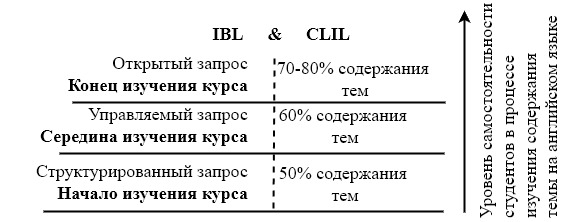 IBL & CLIL
Открытый запрос
Конец изучения курса
70-80% содержания
тем
Управляемый запрос
Середина изучения курса
60% содержания
тем
Структурированный запрос
Начало изучения курса
50% содержания
тем
Уровень самостоятельности
студентов в процессе
изучения содержания
темы на английском языке